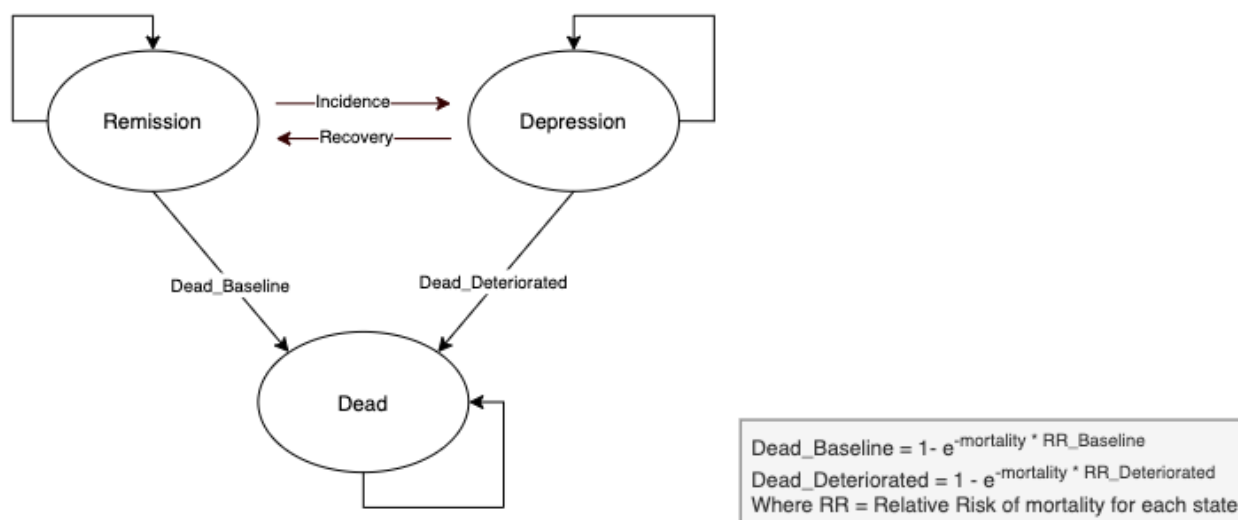 Remission
Incidence
Recovery
Depression
Dead_Baseline
Dead_Deteriorated
Dead
Dead_Baseline = 1- e-mortality * RR_Baseline
Dead_Deteriorated = 1 - e-mortality * RR_Deteriorated
Where RR = Relative Risk of mortality for each state